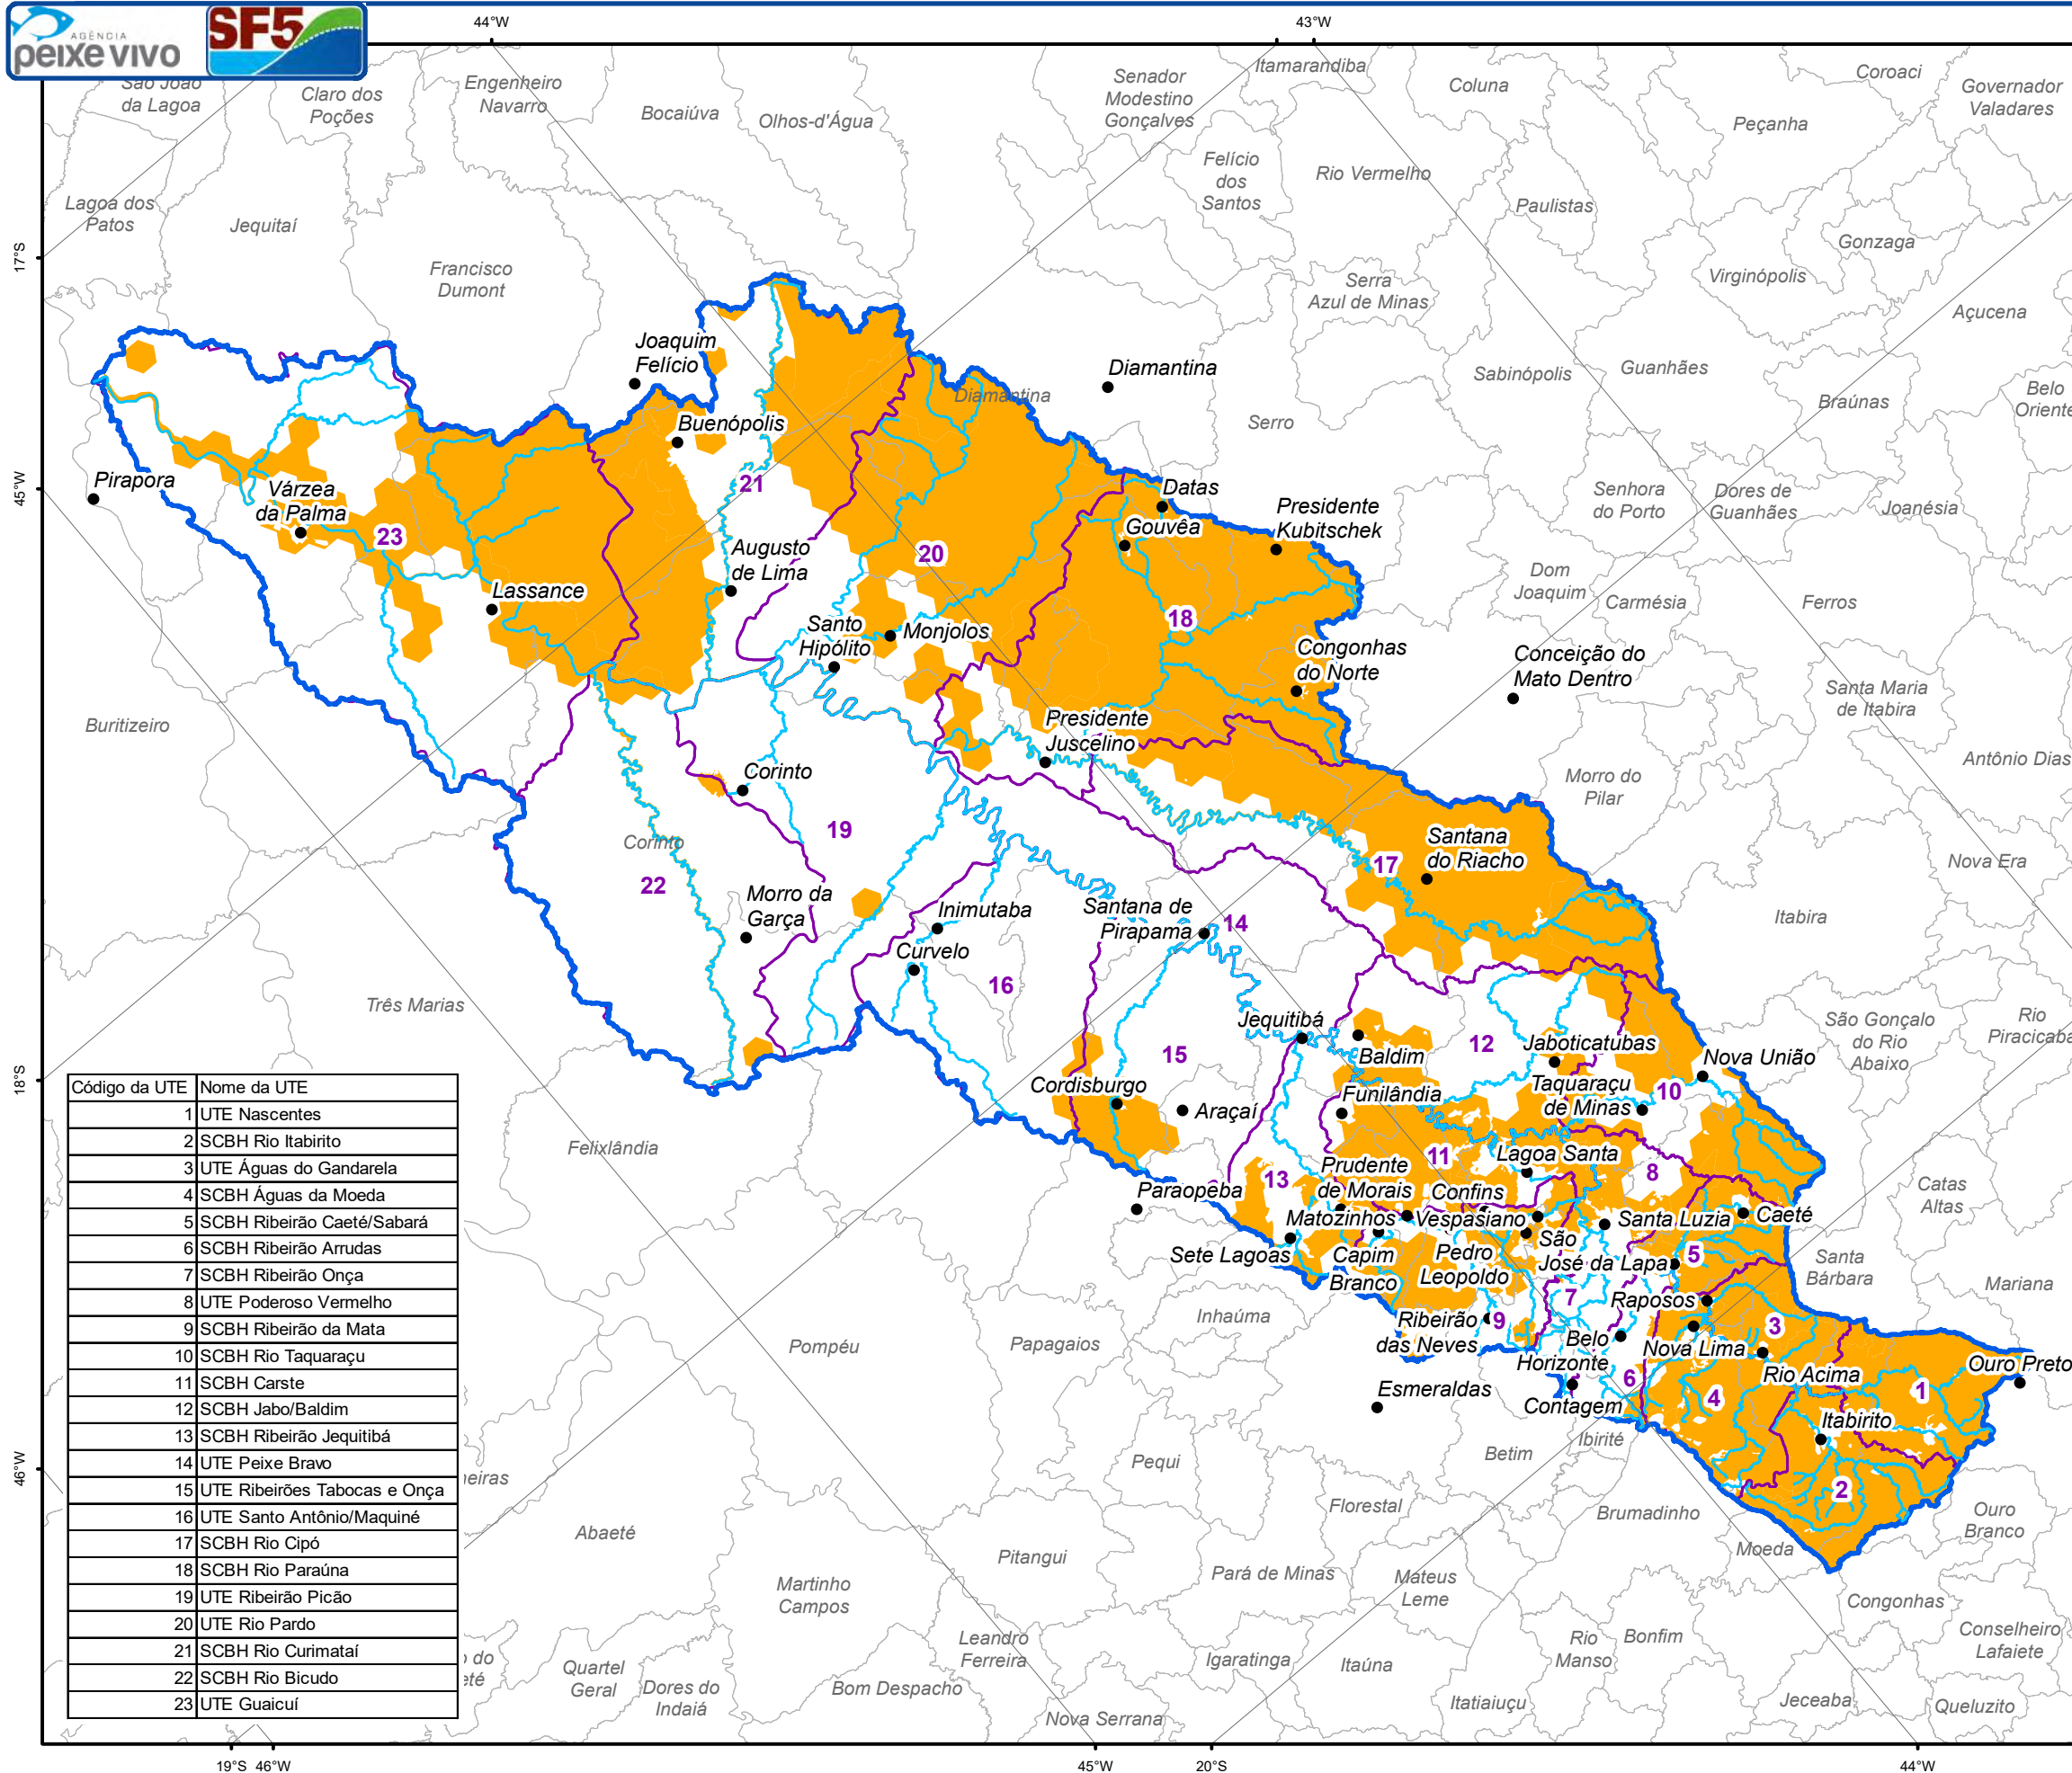 AGÊNCIA
peixe vivo
SF5
44°W
43°W
São João
da Lagoa
Claro dos
Poções
Engenheiro
Navarro
Bocaiúva
Olhos-d'Água
Senador
Modestino
Gonçalves
Itamarandiba
Coluna
Coroaci
Governador
Valadares
Peçanha
Felício
dos
Santos
Rio Vermelho
Paulistas
Lagoa dos
Patos
Jequitaí
Gonzaga
17°S
Francisco
Dumont
Serra
Azul de Minas
Virginópolis
Açucena
Joaquim
Felício
Diamantina
Diamantina
Sabinópolis
Guanhães
Braúnas
Belo
Oriente
Serro
Buenópolis
45°W
Pirapora
Várzea
da Palma
23
21
Datas
Gouvêa
Presidente
Kubitschek
Senhora
do Porto
Dores de
Guanhães
Joanésia
Augusto
de Lima
20
Lassance
Dom
Joaquim
Carmésia
Ferros
18
Santo
Hipólito
Monjolos
Congonhas
do Norte
Conceição do
Mato Dentro
Santa Maria
de Itabira
Buritizeiro
Presidente
Juscelino
Antônio Dias
Corinto
Morro do
Pilar
19
Corinto
22
17
Santana
do Riacho
Nova Era
Morro da
Garça
Inimutaba
Santana de
Pirapama
14
Itabira
Curvelo
16
Três Marias
Jequitibá
15
Baldim
12
Jaboticatubas
Nova União
São Gonçalo
do Rio
Abaixo
Rio
Piracicaba
18°S
Cordisburgo
Araçaí
Funilândia
Taquaraçu
de Minas
10
Felixlândia
11
Lagoa Santa
8
Prudente
de Morais
13
Confins
Paraopeba
Matozinhos
Vespasiano
Santa Luzia
Caeté
Catas
Altas
Sete Lagoas
Capim
Branco
Pedro
Leopoldo
São
José da Lapa
5
Santa
Bárbara
Mariana
Raposos
7
Inhaúma
Ribeirão
das Neves
9
Belo
Horizonte
Nova Lima
3
Pompéu
Papagaios
Rio Acima
Ouro Preto
Esmeraldas
Contagem
6
4
1
Itabirito
Ibirité
Betim
2
46°W
Pequi
Florestal
Brumadinho
Ouro
Branco
Moeda
Abaeté
Pitangui
Pará de Minas
Mateus
Leme
Martinho
Campos
Congonhas
Conselheiro
Lafaiete
Leandro
Ferreira
Igaratinga
Itaúna
Rio
Manso
Bonfim
Quartel
Geral
Dores do
Indaiá
Bom Despacho
Itatiaiuçu
Jeceaba
Queluzito
Nova Serrana
Código da UTE Nome da UTE
1 UTE Nascentes
2 SCBH Rio Itabirito
3 UTE Águas do Gandarela
4 SCBH Águas da Moeda
5 SCBH Ribeirão Caeté/Sabará
6 SCBH Ribeirão Arrudas
7 SCBH Ribeirão Onça
8 UTE Poderoso Vermelho
9 SCBH Ribeirão da Mata
10 SCBH Rio Taquaraçu
11 SCBH Carste
12 SCBH Jabo/Baldim
13 SCBH Ribeirão Jequitibá
14 UTE Peixe Bravo
15 UTE Ribeirões Tabocas e Onça
16 UTE Santo Antônio/Maquiné
17 SCBH Rio Cipó
18 SCBH Rio Paraúna
19 UTE Ribeirão Picão
20 UTE Rio Pardo
21 SCBH Rio Curimataí
22 SCBH Rio Bicudo
23 UTE Guaicuí
19°S 46°W
45°W
20°S
44°W